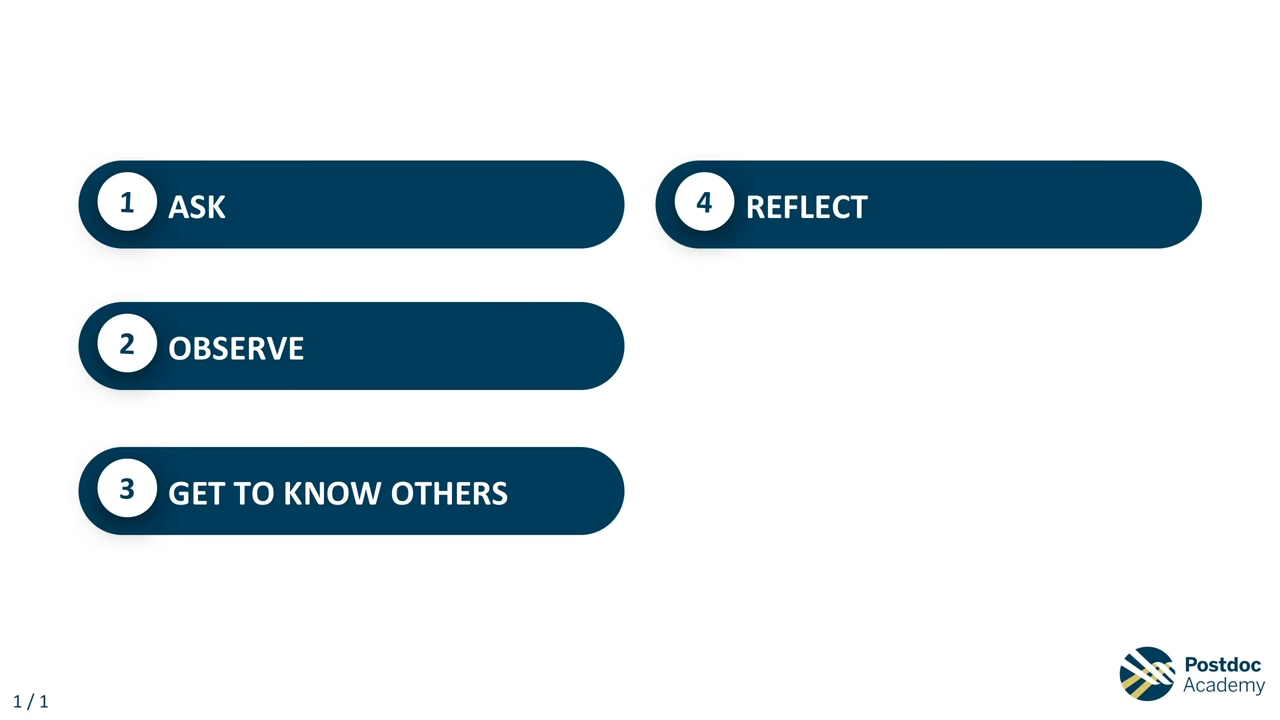 1 ASK
2 OBSERVE
3 GET TO KNOW OTHERS
4 REFLECT
Postdoc
Academy
1 / 1